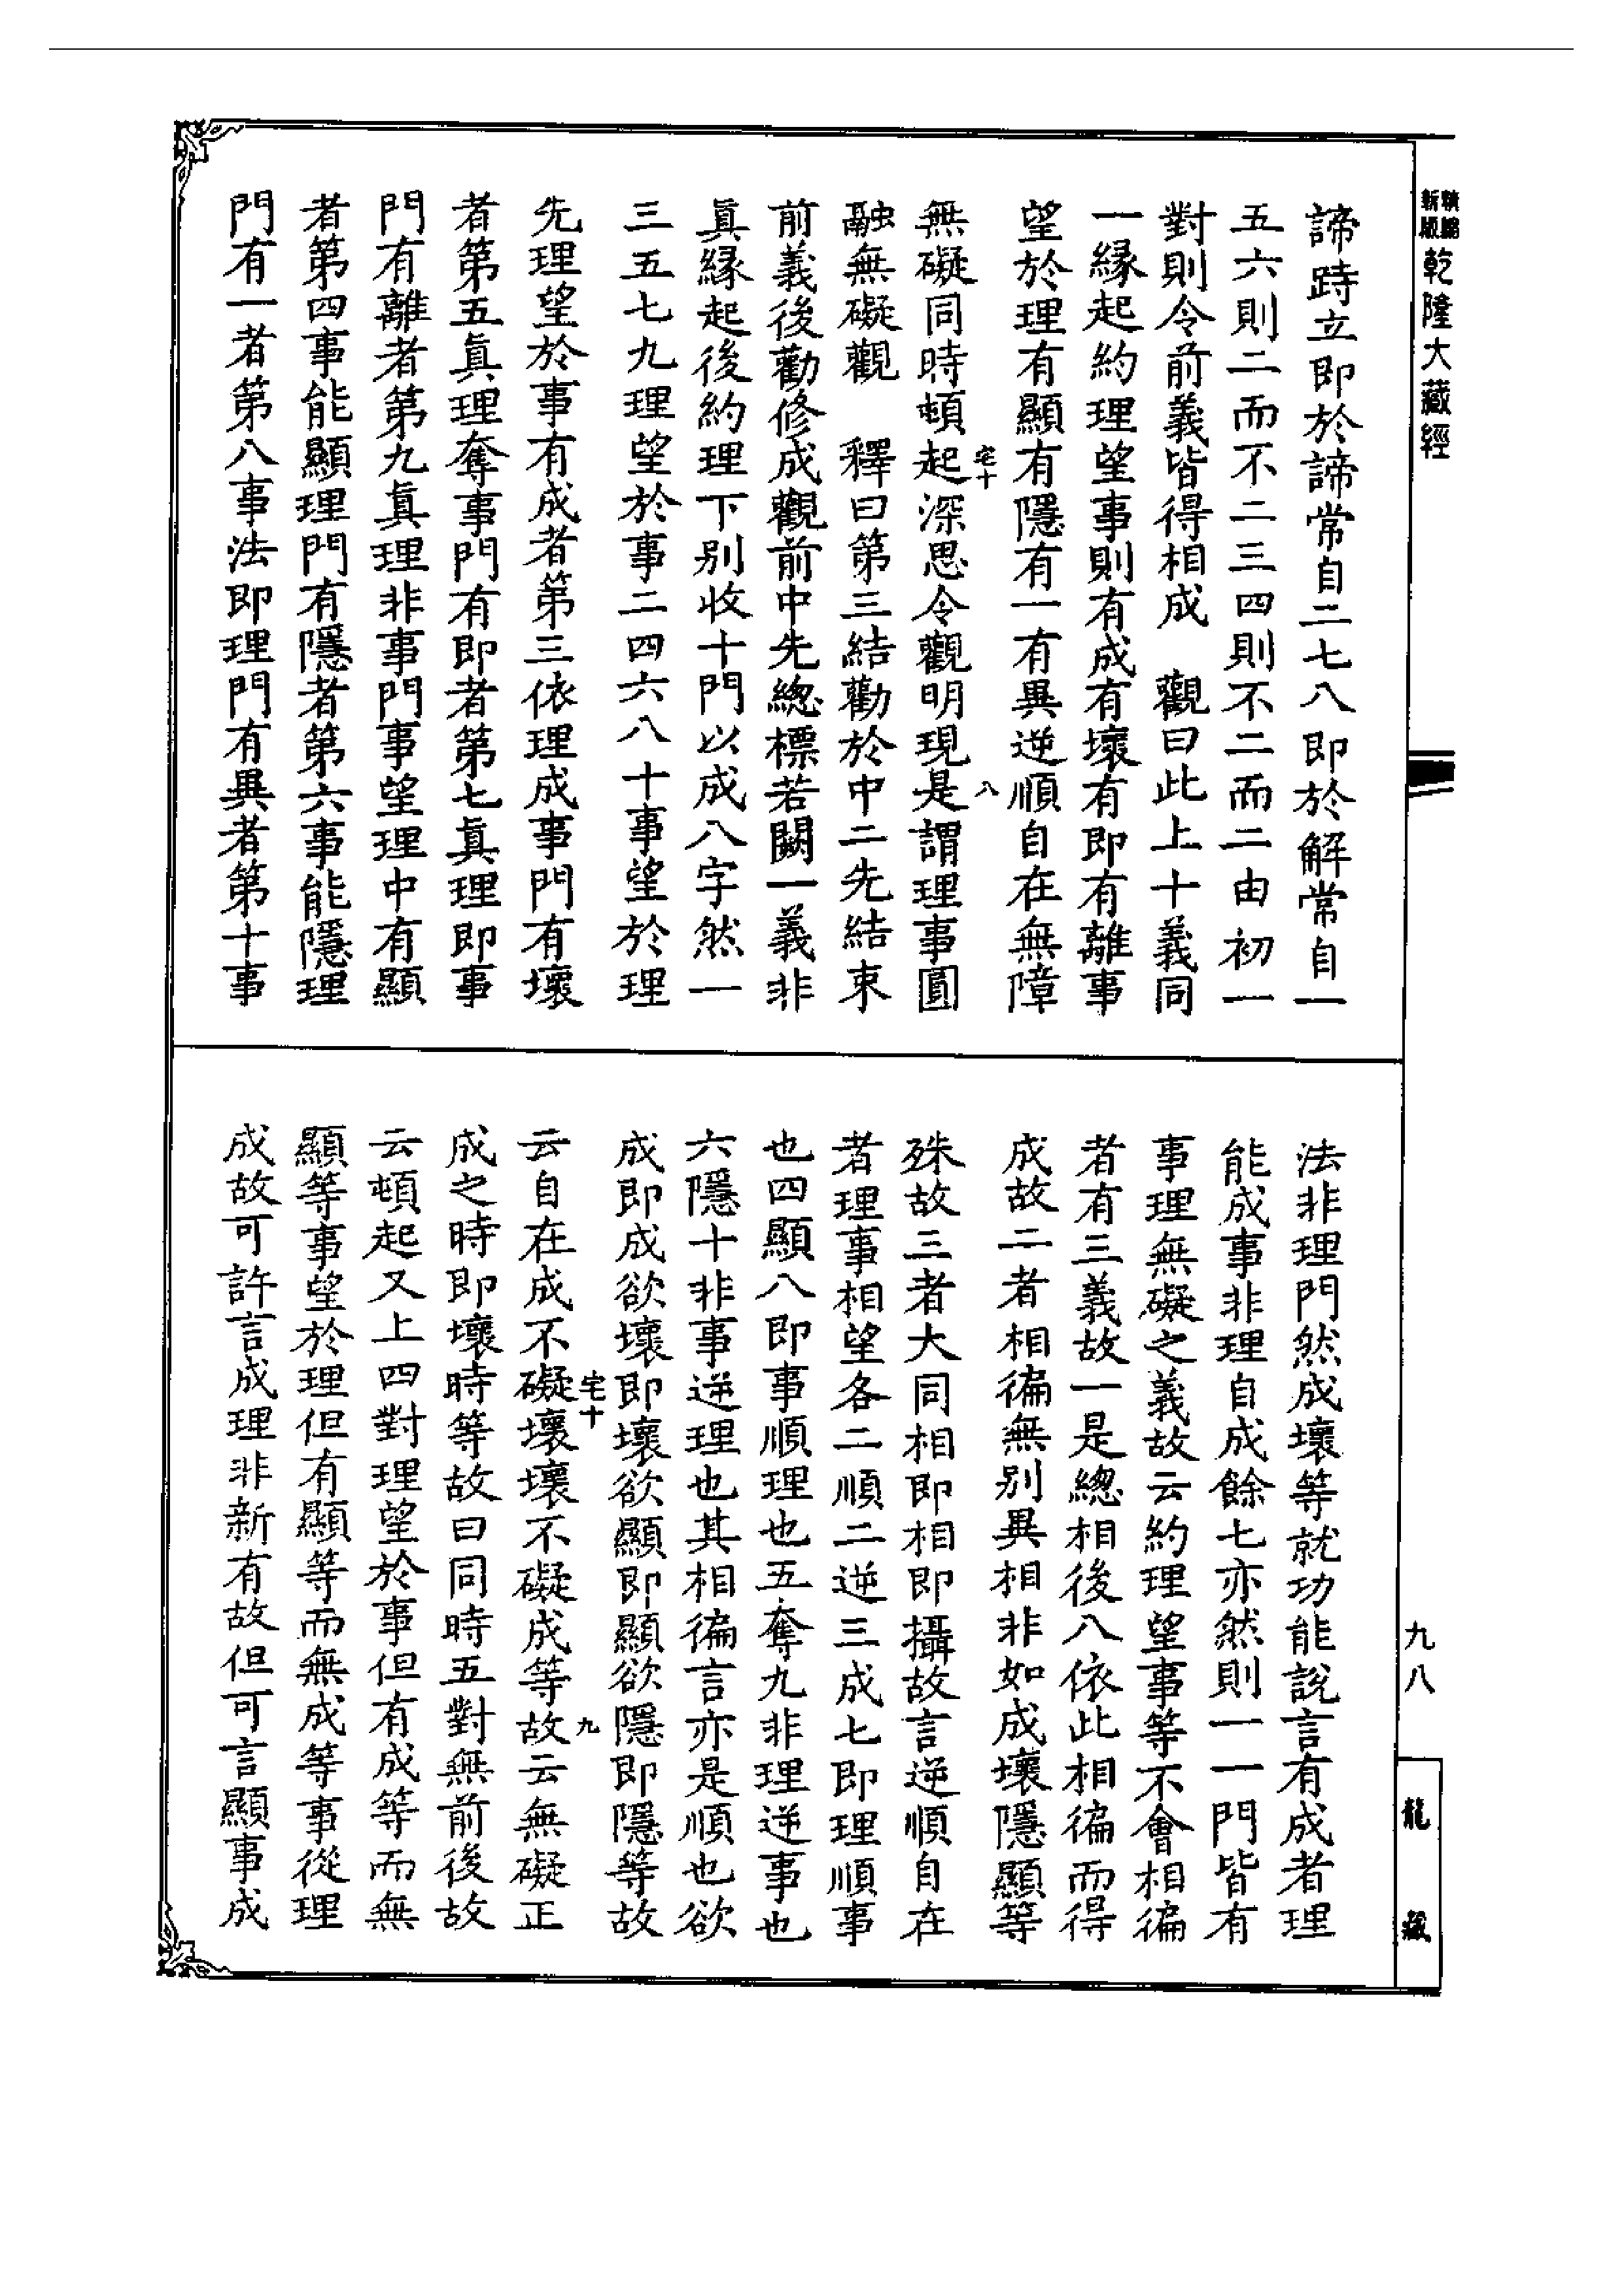 新編縮版
乾隆大藏經
諦跱立即於諦常自二七八即於解常自一
五六則二而不二三四則不二而二由初一
對則令前義皆得相成　觀曰此上十義同
一緣起約理望事則有成有壞有即有離事
望於理有顯有隱有一有異逆順自在無障
宅十　八
無礙同時頓起深思令觀明現是謂理事圓
融無礙觀　釋曰第三結勸於中二先結束
前義後勸修成觀前中先總標若闕一義非
眞緣起後約理下別收十門以成八字然一
三五七九理望於事二四六八十事望於理
先理望於事有成者第三依理成事門有壞
者第五眞理奪事門有即者第七眞理即事
門有離者第九眞理非事門事望理中有顯
者第四事能顯理門有隱者第六事能隱理
門有一者第八事法即理門有異者第十事
法非理門然成壞等就功能說言有成者理
能成事非理自成餘七亦然則一一門皆有
事理無礙之義故云約理望事等不會相徧
者有三義故一是總相後八依此相徧而得
成故二者相徧無別異相非如成壞隱顯等
殊故三者大同相即相即攝故言逆順自在
者理事相望各二順二逆三成七即理順事
也四顯八即事順理也五奪九非理逆事也
六隱十非事逆理也其相徧言亦是順也欲
成即成欲壞即壞欲顯即顯欲隱即隱等故
宅十　九
云自在成不礙壞壞不礙成等故云無礙正
成之時即壞時等故曰同時五對無前後故
云頓起又上四對理望於事但有成等而無
顯等事望於理但有顯等而無成等事從理
成故可許言成理非新有故但可言顯事成
九八
龍藏